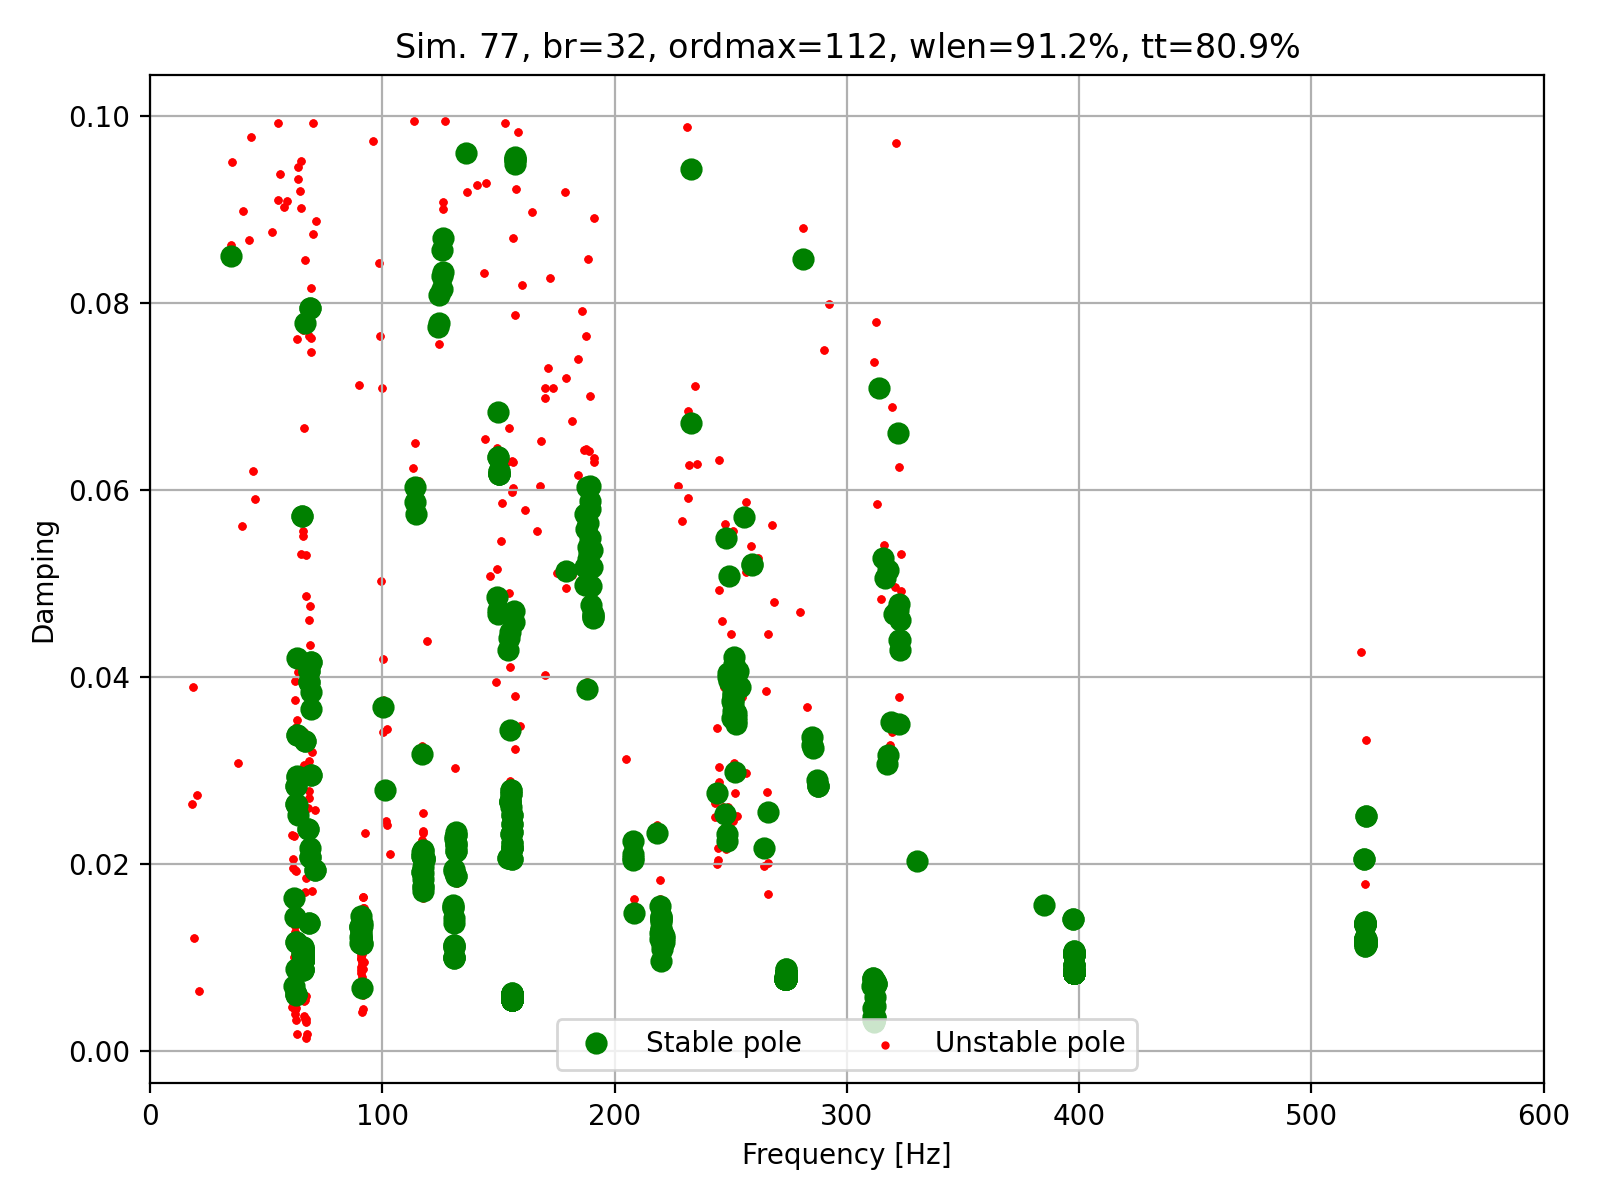 Sim. 77, br=32, ordmax=112, wlen=91.2%, tt=80.9%
0.10
0.08
0.06
0.04
0.02
0.00
Damping
Stable pole
Unstable pole
0
100
200
300
400
500
600
Frequency [Hz]